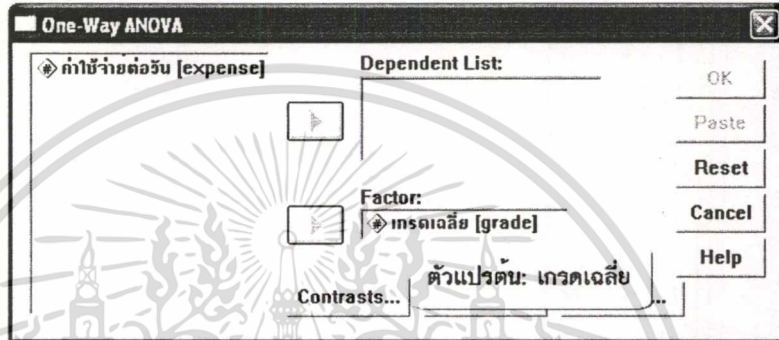 One-Way ANOVA
ค่าใช้จ่ายต่อวัน [expense]
Dependent List:
OK
Paste
Reset
Cancel
Help
Factor:
เกรดเฉลี่ย [grade]
Contrasts...
ตัวแปรต้น: เกรดเฉลี่ย
...